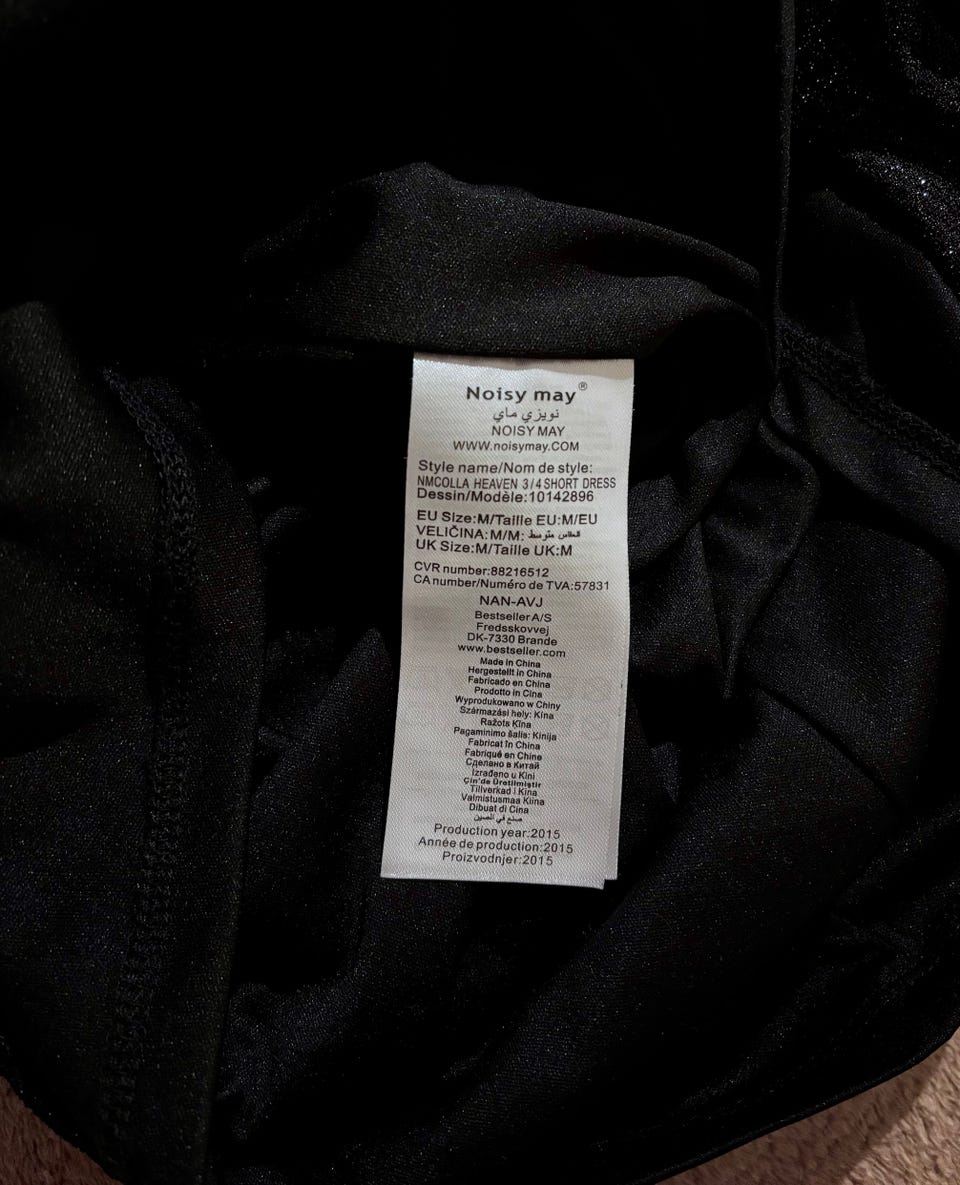 Noisy may®
نويزي ماي
NOISY MAY
WWW.noisymay.COM
Style name/Nom de style:
NMCOLLA HEAVEN 3/4 SHORT DRESS
Dessin/Modèle:10142896
EU Size:M/Taille EU:M/EU
VELIČINA:M/M: المقاس متوسط
UK Size:M/Taille UK:M
CVR number:88216512
CA number/Numéro de TVA:57831
NAN-AVJ
Bestseller A/S
Fredsskovvej
DK-7330 Brande
www.bestseller.com
Made in China
Hergestellt in China
Fabricado en China
Prodotto in Cina
Wyprodukowano w Chiny
Származási hely: Kína
Ražots Ķīna
Pagaminimo šalis: Kinija
Fabricat în China
Fabriqué en Chine
Сделано в Китай
Izrađeno u Kini
Çin'de Üretilmiştir
Tillverkad i Kina
Valmistusmaa Kiina
Dibuat di Cina
صنع في الصين
Production year:2015
Année de production:2015
Proizvodnjer:2015